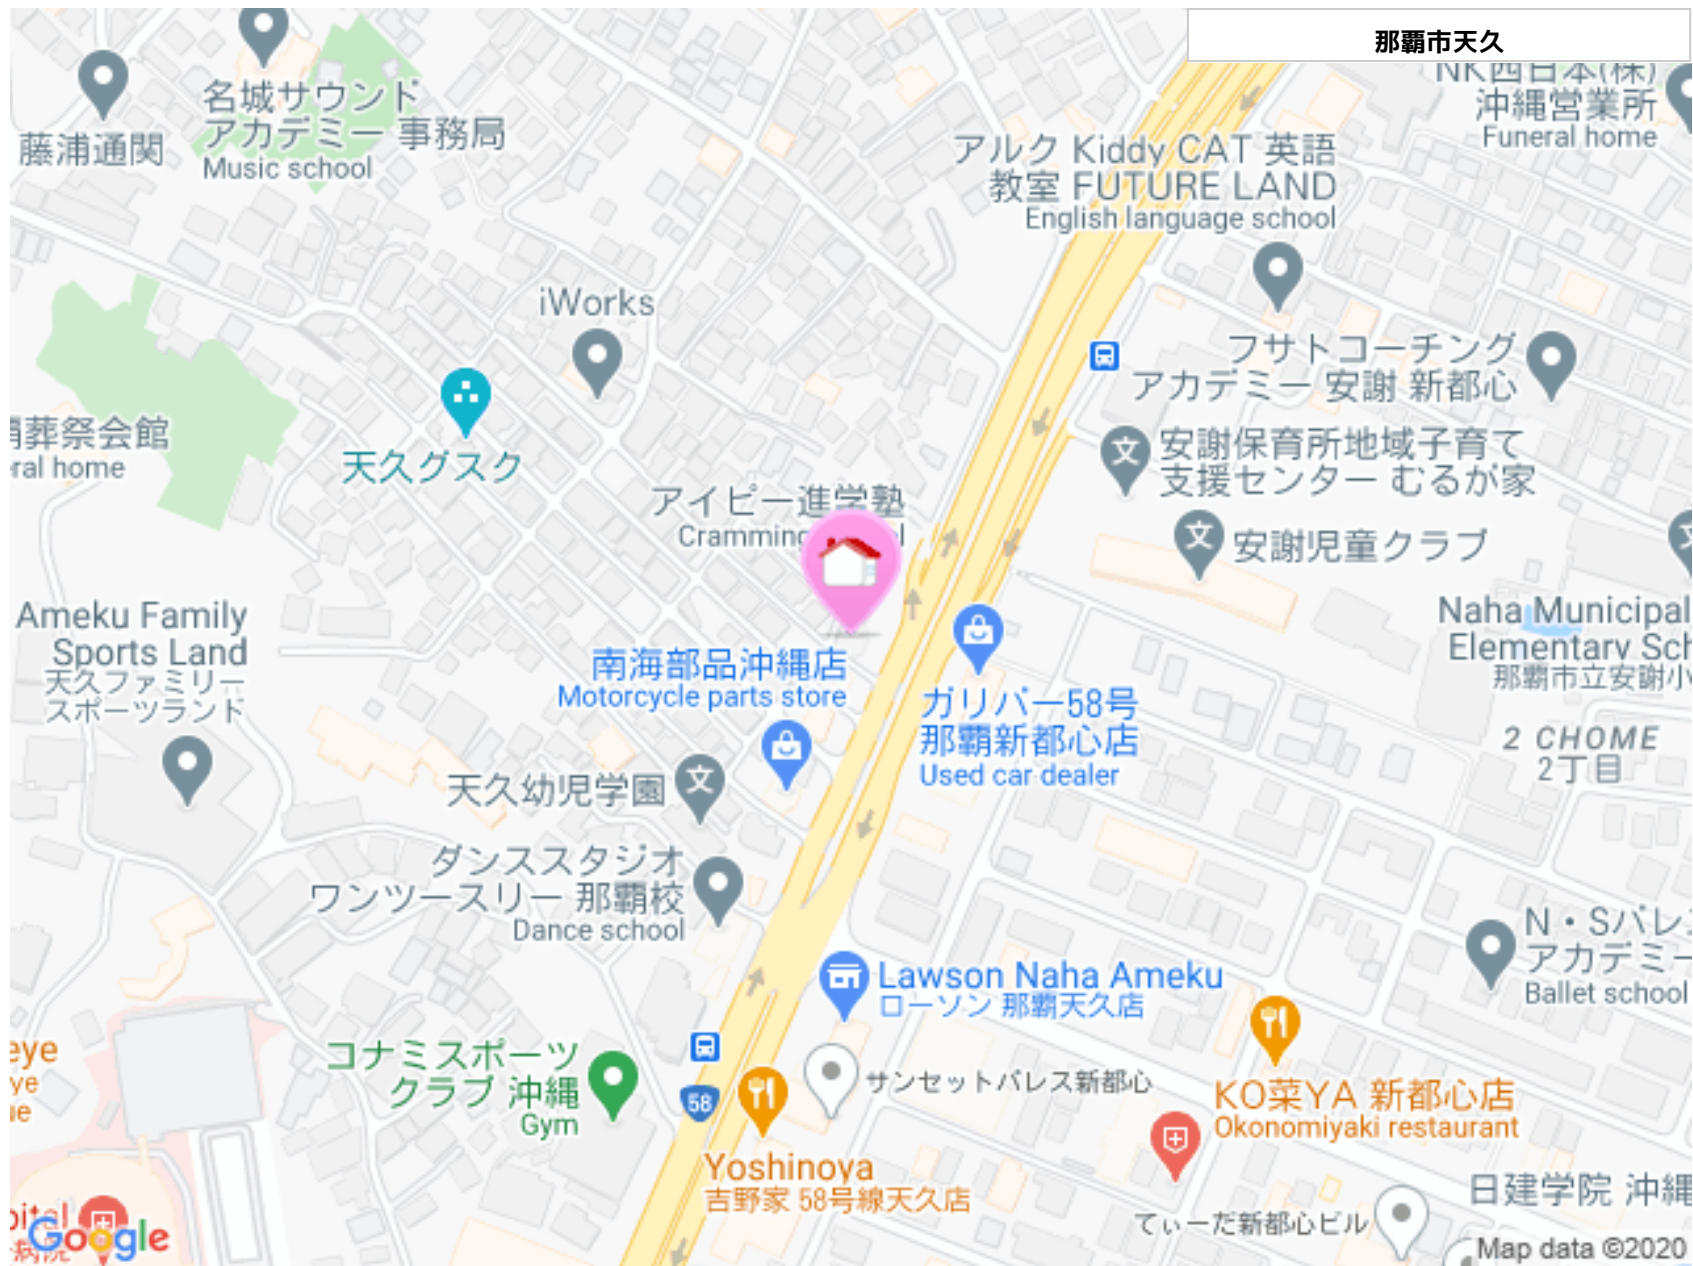 那覇市天久
NK西日本(株)
沖縄営業所
Funeral home
名城サウンド
アカデミー 事務局
Music school
藤浦通関
アルク Kiddy CAT 英語
教室 FUTURE LAND
English language school
iWorks
フサトコーチング
アカデミー 安謝 新都心
葬祭会館
ral home
天久グスク
安謝保育所地域子育て
支援センター むるが家
アイピー進学塾
Cramming
安謝児童クラブ
Ameku Family
Sports Land
天久ファミリー
スポーツランド
Naha Municipal
Elementary Sch
那覇市立安謝小
南海部品沖縄店
Motorcycle parts store
ガリバー58号
那覇新都心店
Used car dealer
2 CHOME
2丁目
天久幼児学園
ダンススタジオ
ワンツースリー 那覇校
Dance school
N・Sバレエ
アカデミー
Ballet school
Lawson Naha Ameku
ローソン 那覇天久店
コナミスポーツ
クラブ 沖縄
Gym
58
サンセットパレス新都心
KO菜YA 新都心店
Okonomiyaki restaurant
eye
ye
ue
Yoshinoya
吉野家 58号線天久店
日建学院 沖縄
てぃーだ新都心ビル
pital
病院
Google
Map data ©2020